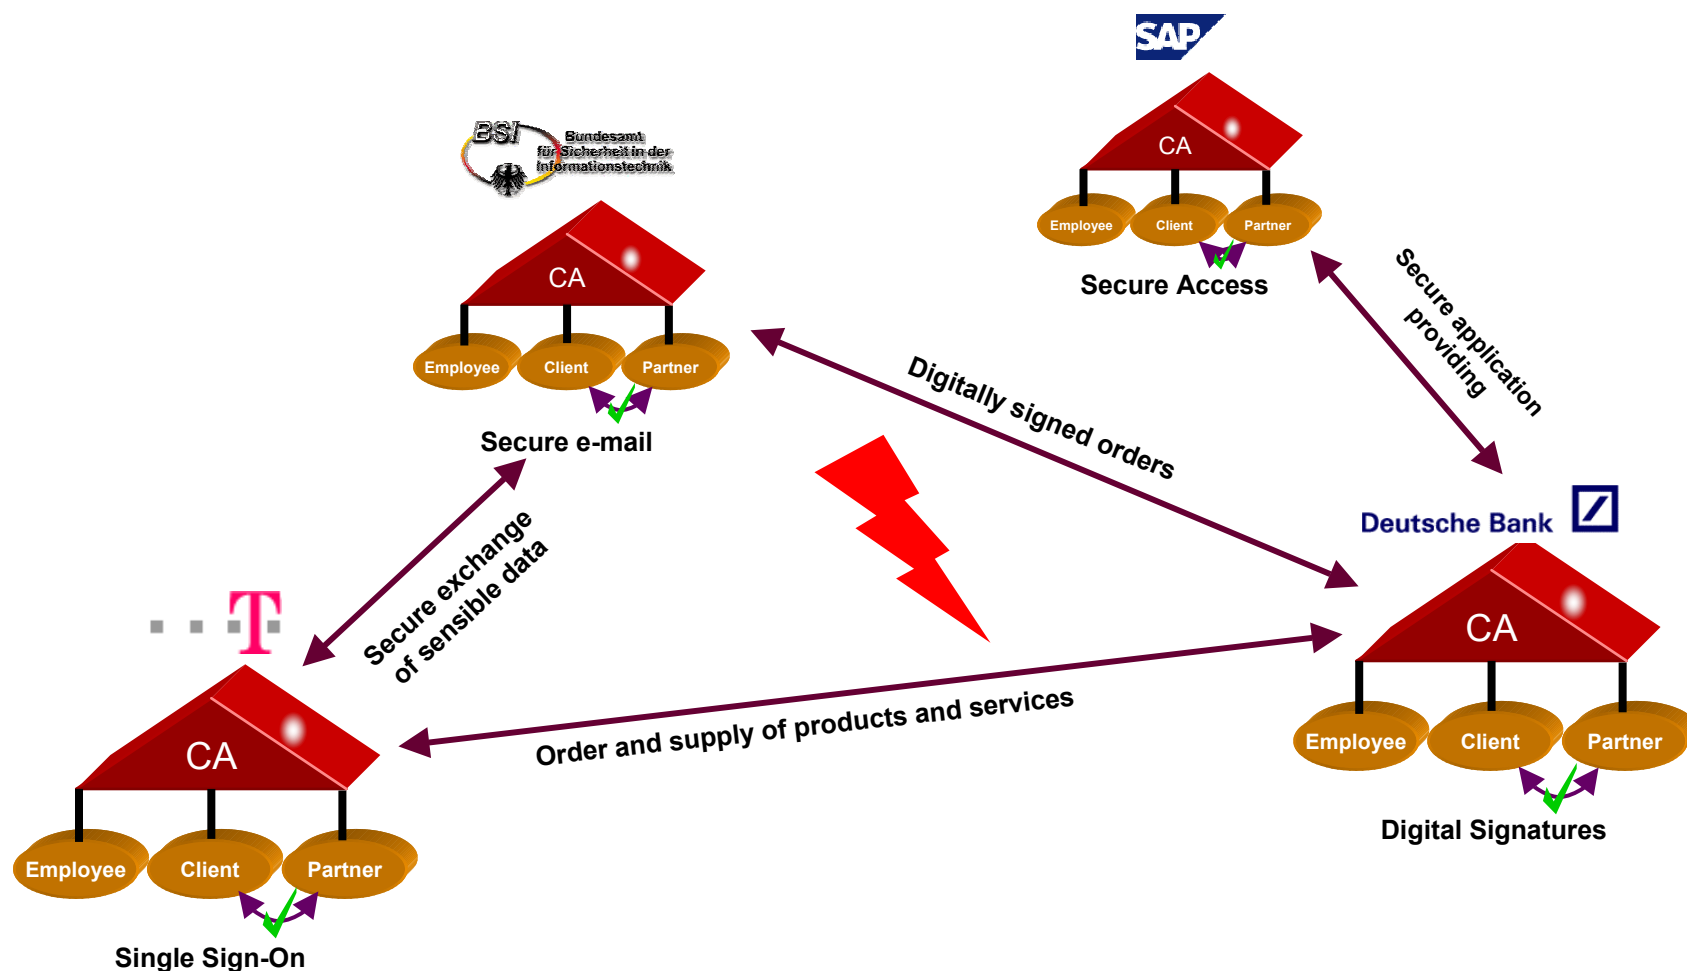 SAP
CA
Employee Client Partner
Secure Access
BSI
Bundesamt
für Sicherheit in der
Informationstechnik
CA
Employee Client Partner
Secure e-mail
Secure application
providing
Digitally signed orders
Deutsche Bank
CA
Employee Client Partner
Digital Signatures
Secure exchange
of sensible data
T
CA
Employee Client Partner
Single Sign-On
Order and supply of products and services